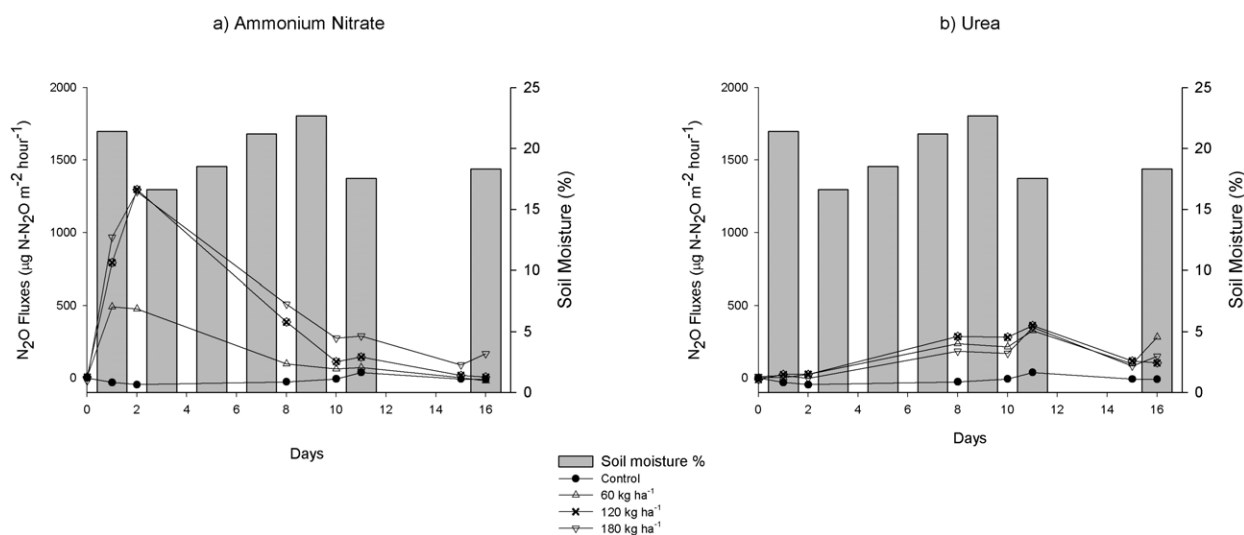 a) Ammonium Nitrate
b) Urea
N₂O Fluxes (µg N-N₂O m⁻² hour⁻¹)
2000
1500
1000
500
0
25
20
15
10
5
0
Soil Moisture (%)
0 2 4 6 8 10 12 14 16
Days
N₂O Fluxes (µg N-N₂O m⁻² hour⁻¹)
2000
1500
1000
500
0
25
20
15
10
5
0
Soil Moisture (%)
0 2 4 6 8 10 12 14 16
Days
Soil moisture %
Control
60 kg ha⁻¹
120 kg ha⁻¹
180 kg ha⁻¹